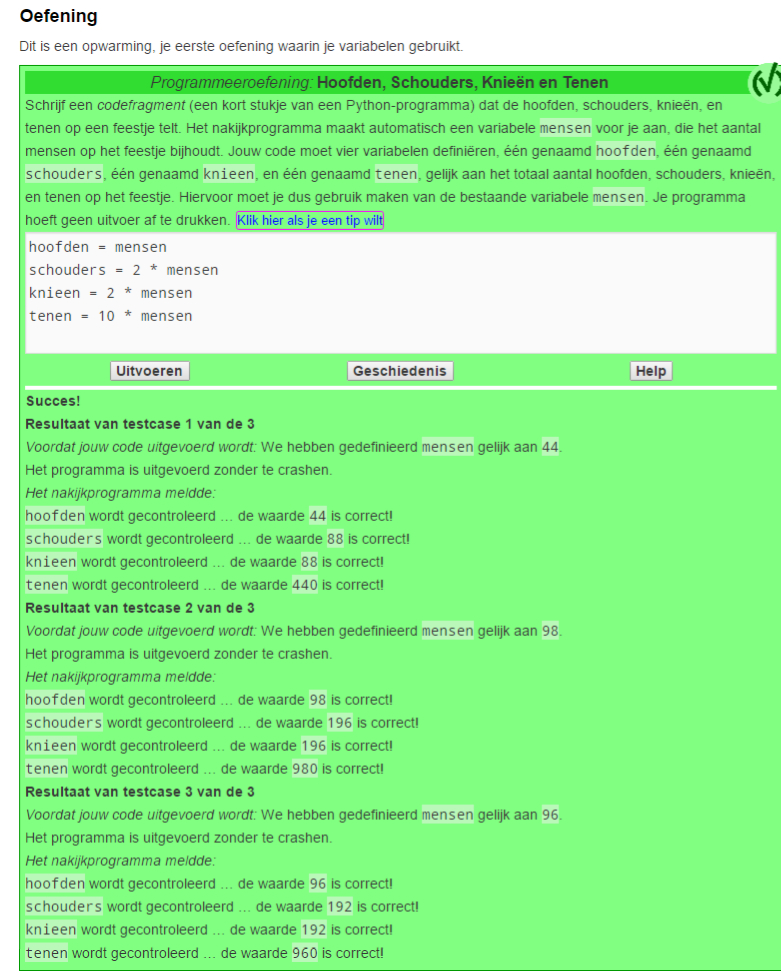 Oefening
Dit is een opwarming, je eerste oefening waarin je variabelen gebruikt.
Programmeeroefening: Hoofden, Schouders, Knieën en Tenen
Schrijf een codefragment (een kort stukje van een Python-programma) dat de hoofden, schouders, knieën, en
tenen op een feestje telt. Het nakijkprogramma maakt automatisch een variabele mensen voor je aan, die het aantal
mensen op het feestje bijhoudt. Jouw code moet vier variabelen definiëren, één genaamd hoofden, één genaamd
schouders, één genaamd knieen, en één genaamd tenen, gelijk aan het totaal aantal hoofden, schouders, knieën,
en tenen op het feestje. Hiervoor moet je dus gebruik maken van de bestaande variabele mensen. Je programma
hoeft geen uitvoer af te drukken. Klik hier als je een tip wilt
hoofden = mensen
schouders = 2 * mensen
knieen = 2 * mensen
tenen = 10 * mensen
Uitvoeren Geschiedenis Help
Succes!
Resultaat van testcase 1 van de 3
Voordat jouw code uitgevoerd wordt: We hebben gedefinieerd mensen gelijk aan 44.
Het programma is uitgevoerd zonder te crashen.
Het nakijkprogramma meldde:
hoofden wordt gecontroleerd … de waarde 44 is correct!
schouders wordt gecontroleerd … de waarde 88 is correct!
knieen wordt gecontroleerd … de waarde 88 is correct!
tenen wordt gecontroleerd … de waarde 440 is correct!
Resultaat van testcase 2 van de 3
Voordat jouw code uitgevoerd wordt: We hebben gedefinieerd mensen gelijk aan 98.
Het programma is uitgevoerd zonder te crashen.
Het nakijkprogramma meldde:
hoofden wordt gecontroleerd … de waarde 98 is correct!
schouders wordt gecontroleerd … de waarde 196 is correct!
knieen wordt gecontroleerd … de waarde 196 is correct!
tenen wordt gecontroleerd … de waarde 980 is correct!
Resultaat van testcase 3 van de 3
Voordat jouw code uitgevoerd wordt: We hebben gedefinieerd mensen gelijk aan 96.
Het programma is uitgevoerd zonder te crashen.
Het nakijkprogramma meldde:
hoofden wordt gecontroleerd … de waarde 96 is correct!
schouders wordt gecontroleerd … de waarde 192 is correct!
knieen wordt gecontroleerd … de waarde 192 is correct!
tenen wordt gecontroleerd … de waarde 960 is correct!